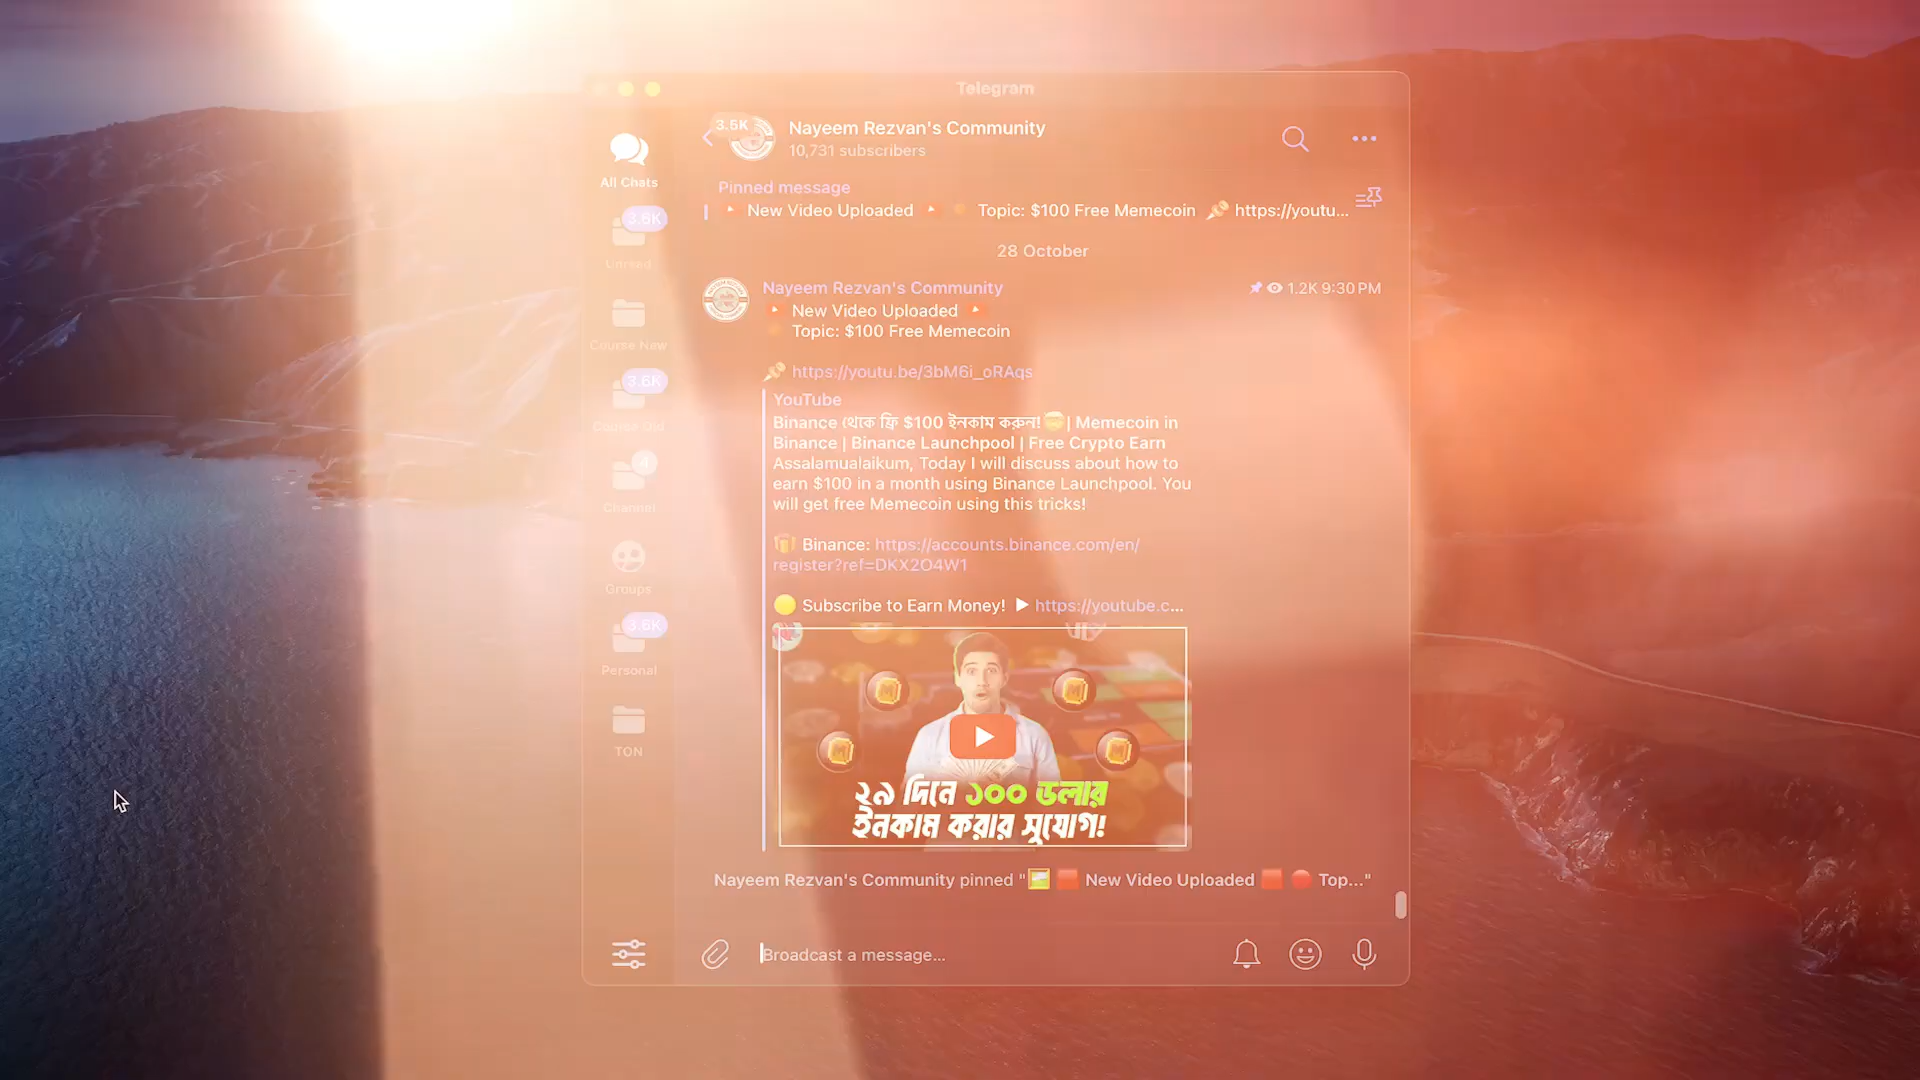 Telegram
3.5K
Nayeem Rezvan's Community
10,731 subscribers
All Chats
Pinned message
New Video Uploaded Topic: $100 Free Memecoin https://youtu...
3.8K
Unread
28 October
Nayeem Rezvan's Community
1.2K 9:30 PM
New Video Uploaded
Topic: $100 Free Memecoin
Course New
https://youtu.be/3bM6i_oRAqs
3.6K
YouTube
Course Old
Binance থেকে ফ্রি $100 ইনকাম করুন! | Memecoin in
Binance | Binance Launchpool | Free Crypto Earn
Assalamualaikum, Today I will discuss about how to
earn $100 in a month using Binance Launchpool. You
will get free Memecoin using this tricks!
4
Channel
Binance: https://accounts.binance.com/en/
register?ref=DKX2O4W1
Groups
Subscribe to Earn Money! https://youtube.c...
3.6K
Personal
TON
২৯ দিনে ১০০ ডলার
ইনকাম করার সুযোগ!
Nayeem Rezvan's Community pinned " New Video Uploaded Top..."
Broadcast a message...